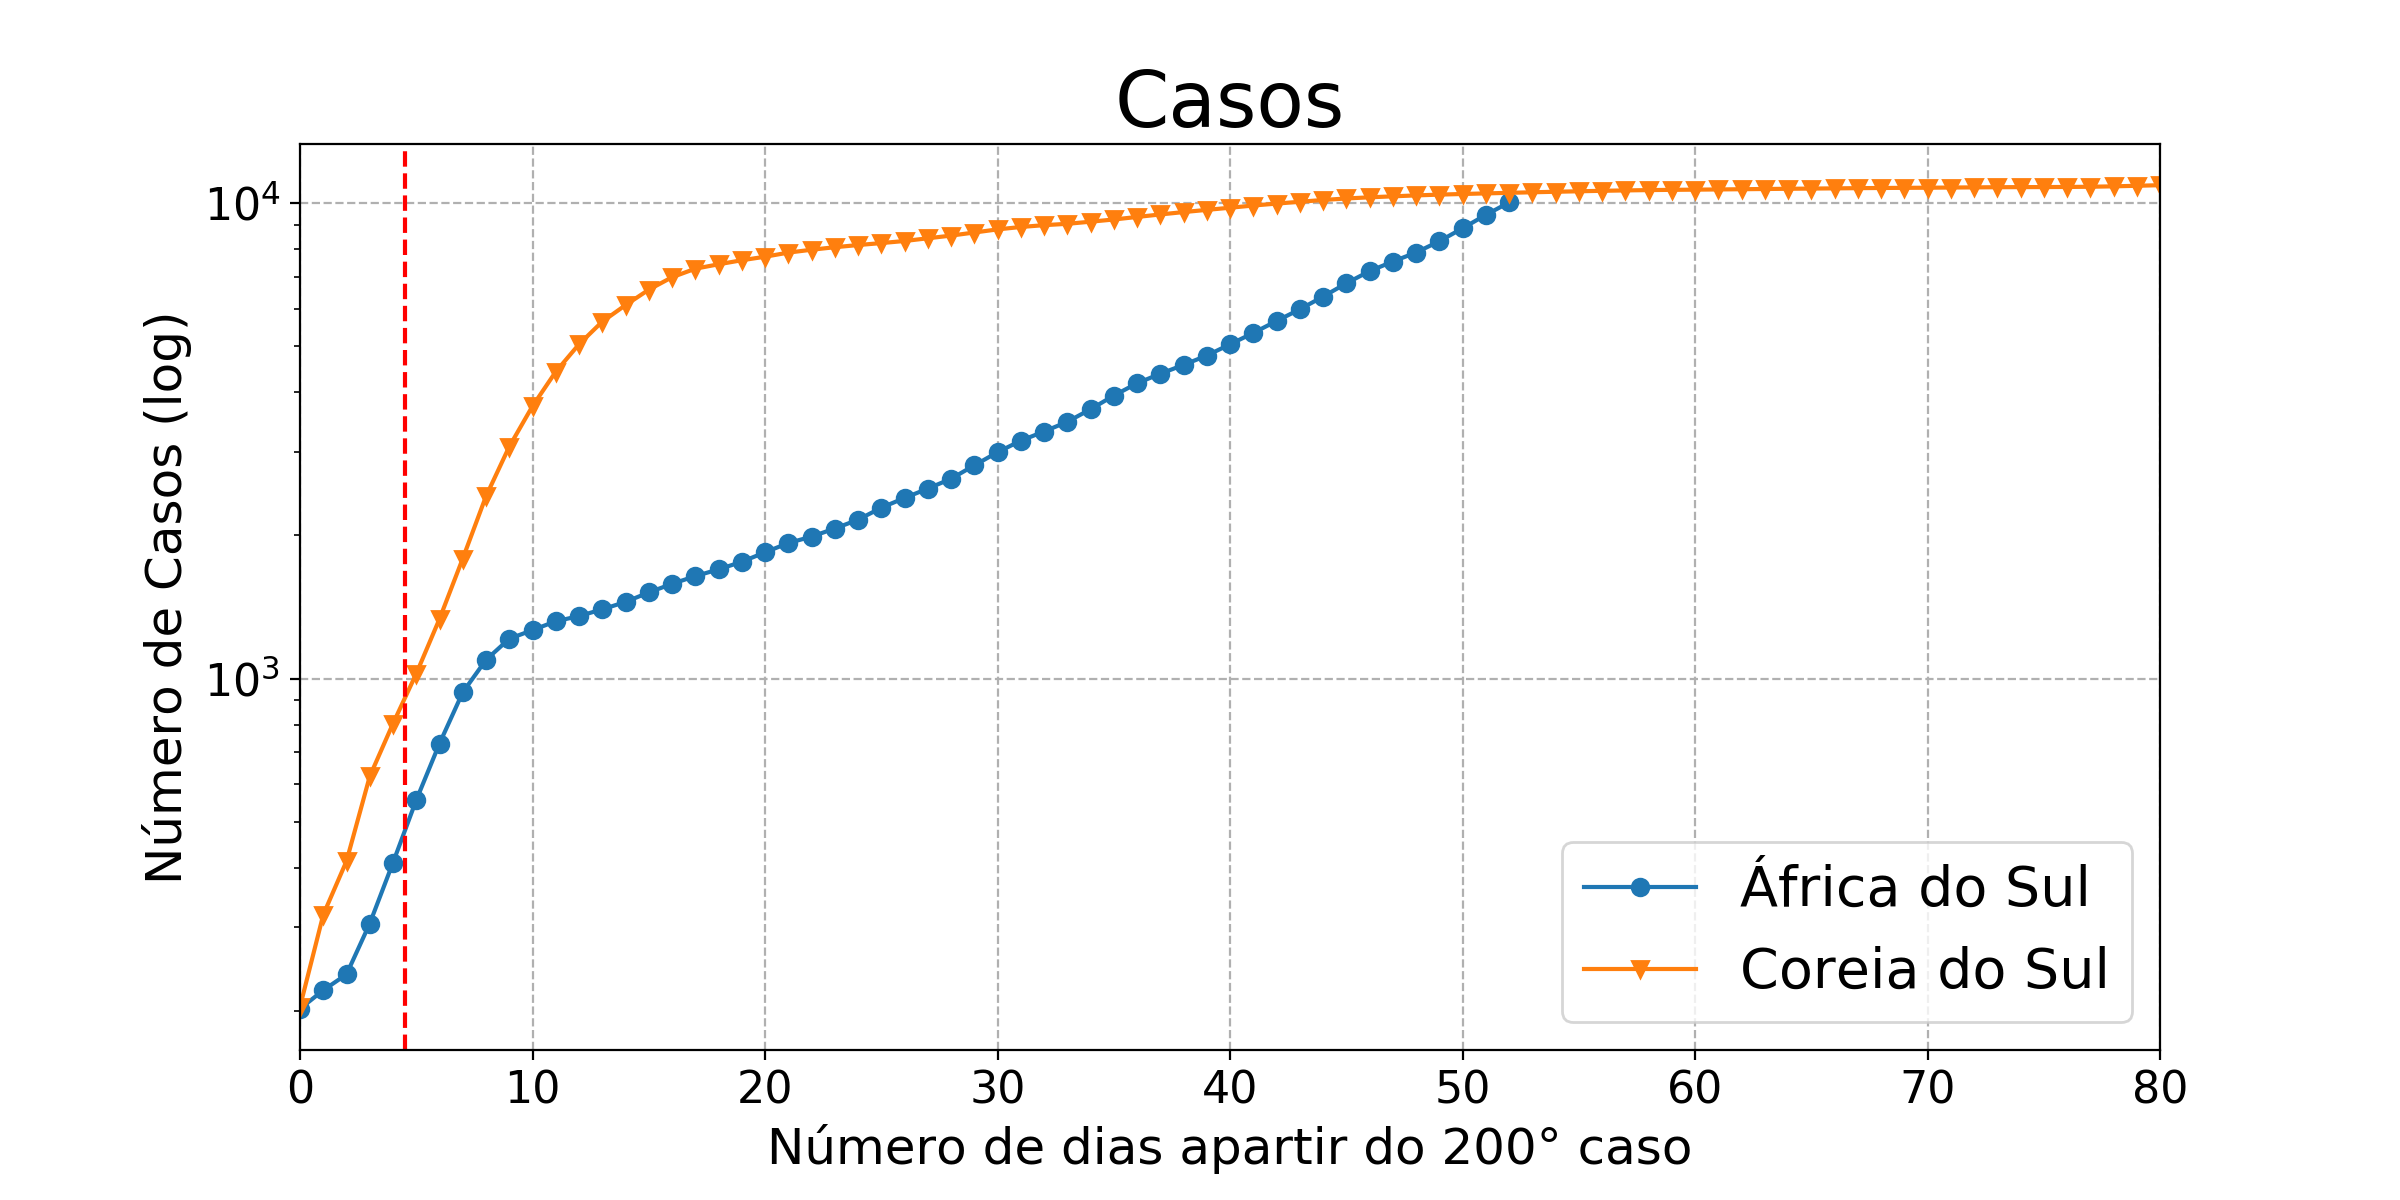 Casos
Número de Casos (log)
10⁴
10³
África do Sul
Coreia do Sul
0 10 20 30 40 50 60 70 80
Número de dias apartir do 200° caso